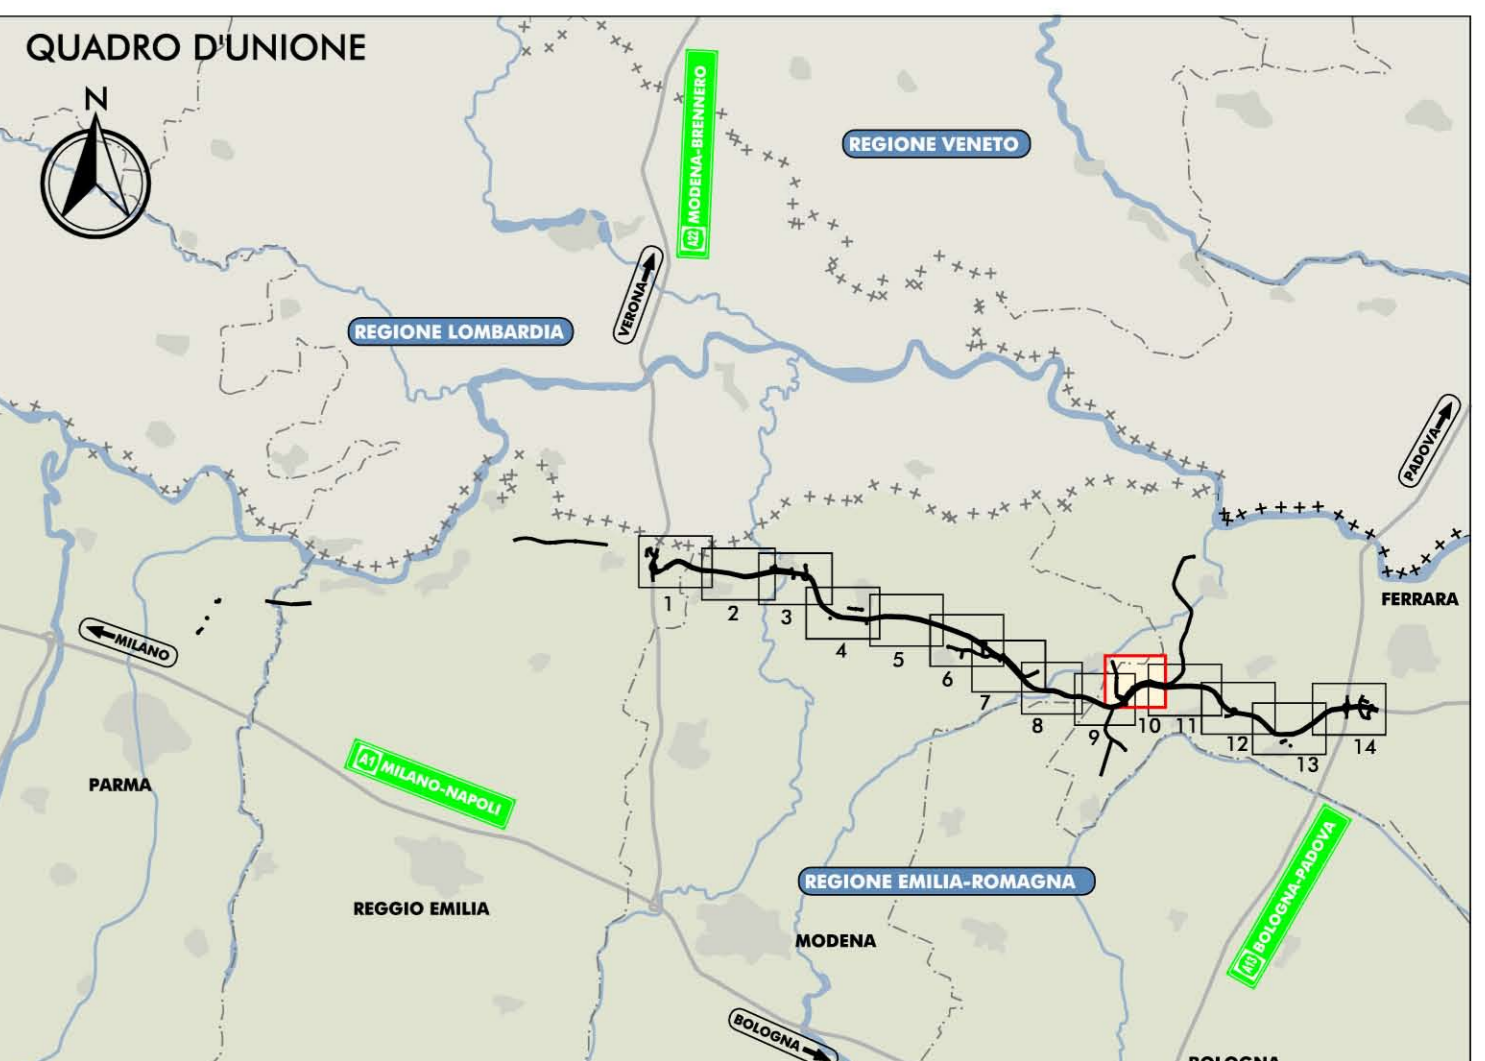 QUADRO D'UNIONE
N
A22 MODENA-BRENNERO
REGIONE VENETO
VERONA
REGIONE LOMBARDIA
PADOVA
FERRARA
MILANO
1
2
3
4
5
6
7
8
9
10
11
12
13
14
PARMA
A1 MILANO-NAPOLI
REGIONE EMILIA-ROMAGNA
REGGIO EMILIA
MODENA
A13 BOLOGNA-PADOVA
BOLOGNA
BOLOGNA